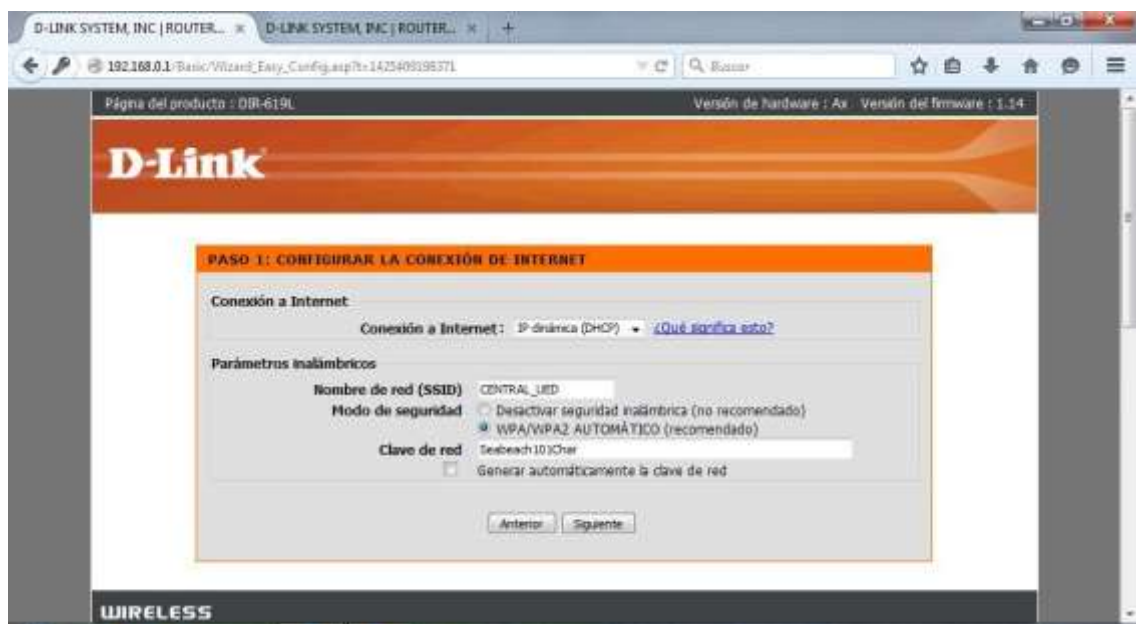 D-LINK SYSTEM, INC | ROUTER... × D-LINK SYSTEM, INC | ROUTER... × +
192.168.0.1/Basic/Wizard_Easy_Config.asp?t=1425409198371 Buscar
Página del producto : DIR-619L Versión de hardware : Ax Versión del firmware : 1.14
D-Link
PASO 1: CONFIGURAR LA CONEXIÓN DE INTERNET
Conexión a Internet
Conexión a Internet: IP dinámica (DHCP) ¿Qué significa esto?
Parámetros inalámbricos
Nombre de red (SSID) CENTRAL_UED
Modo de seguridad Desactivar seguridad inalámbrica (no recomendado)
WPA/WPA2 AUTOMÁTICO (recomendado)
Clave de red Seabeach101Char
Generar automáticamente la clave de red
Anterior Siguiente
WIRELESS